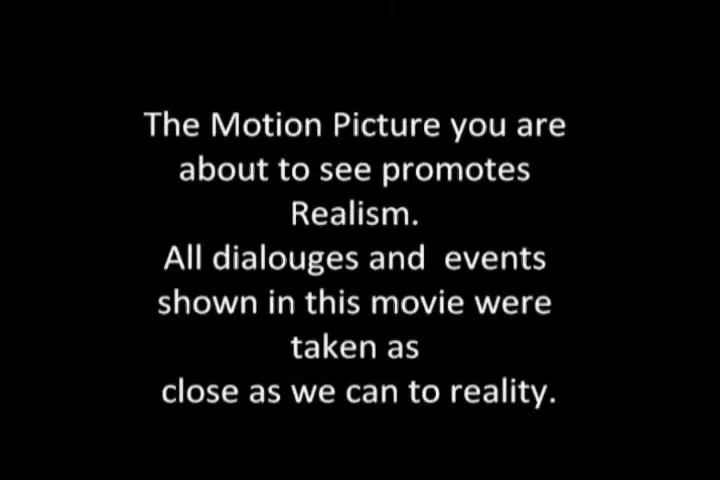 The Motion Picture you are
about to see promotes
Realism.
All dialouges and  events
shown in this movie were
taken as
close as we can to reality.